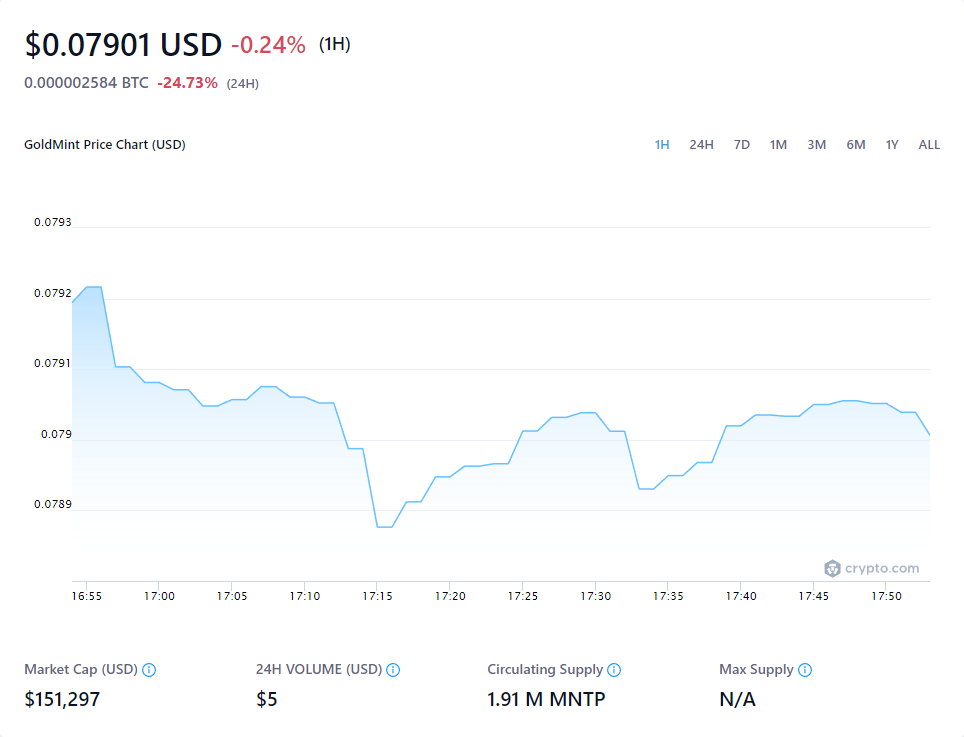 $0.07901 USD -0.24% (1H)
0.000002584 BTC -24.73% (24H)
GoldMint Price Chart (USD) 1H 24H 7D 1M 3M 6M 1Y ALL
0.0793
0.0792
0.0791
0.079
0.0789
crypto.com
16:55 17:00 17:05 17:10 17:15 17:20 17:25 17:30 17:35 17:40 17:45 17:50
Market Cap (USD) 24H VOLUME (USD) Circulating Supply Max Supply
$151,297 $5 1.91 M MNTP N/A